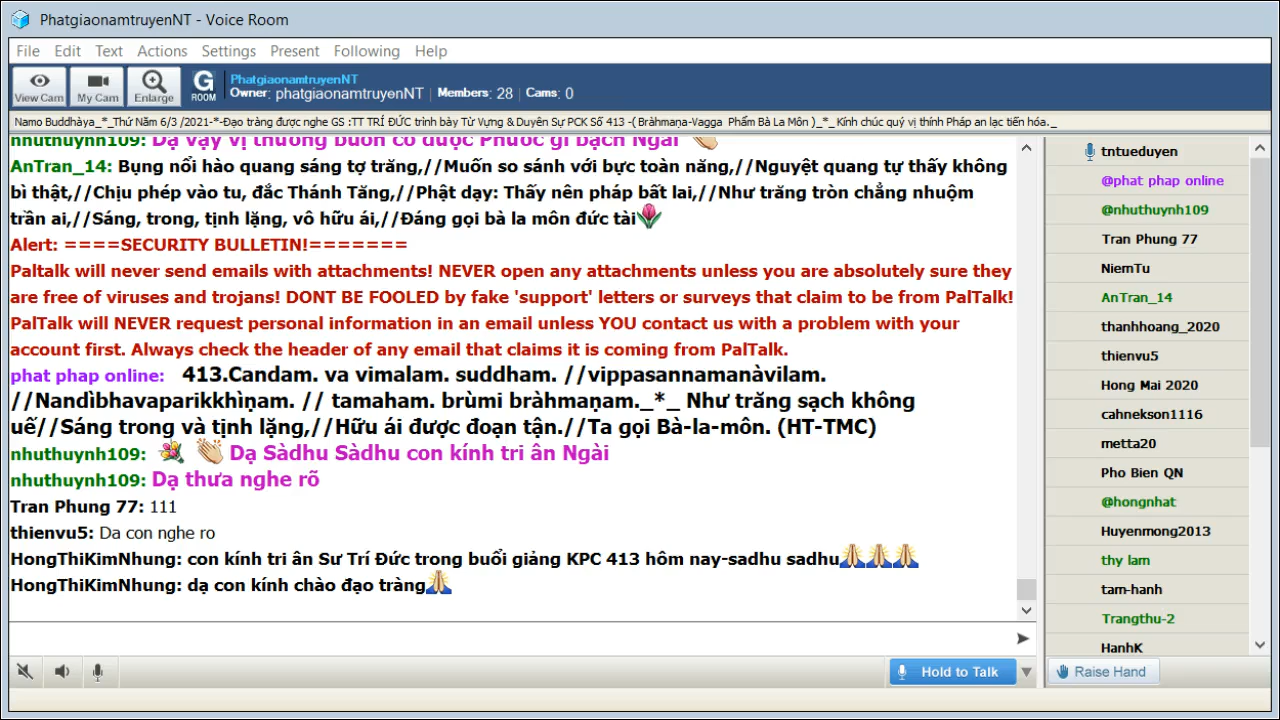 PhatgiaonamtruyenNT - Voice Room
File Edit Text Actions Settings Present Following Help
View Cam My Cam Enlarge G ROOM
PhatgiaonamtruyenNT
Owner: phatgiaonamtruyenNT | Members: 28 | Cams: 0
Namo Buddhàya_*_Thứ Năm 6/3 /2021-*-Đạo tràng được nghe GS :TT TRÍ ĐỨC trình bày Từ Vựng & Duyên Sự PCK Số 413 -( Bràhmaṇa-Vagga Phẩm Bà La Môn )_*_ Kính chúc quý vị thính Pháp an lạc tiến hóa._
nhuthuynh109: Dạ vậy vị thường buồn có được Phước gì bạch Ngài
AnTran_14: Bụng nổi hào quang sáng tợ trăng,//Muốn so sánh với bực toàn năng,//Nguyệt quang tự thấy không
bì thật,//Chịu phép vào tu, đắc Thánh Tăng,//Phật dạy: Thấy nên pháp bất lai,//Như trăng tròn chẳng nhuộm
trần ai,//Sáng, trong, tịnh lặng, vô hữu ái,//Đáng gọi bà la môn đức tài
Alert: ====SECURITY BULLETIN!=======
Paltalk will never send emails with attachments! NEVER open any attachments unless you are absolutely sure they
are free of viruses and trojans! DONT BE FOOLED by fake 'support' letters or surveys that claim to be from PalTalk!
PalTalk will NEVER request personal information in an email unless YOU contact us with a problem with your
account first. Always check the header of any email that claims it is coming from PalTalk.
phat phap online: 413.Candam. va vimalam. suddham. //vippasannamanàvilam.
//Nandìbhavaparikkhìṇam. // tamaham. brùmi bràhmaṇam._*_ Như trăng sạch không
uế//Sáng trong và tịnh lặng,//Hữu ái được đoạn tận.//Ta gọi Bà-la-môn. (HT-TMC)
nhuthuynh109: Dạ Sàdhu Sàdhu con kính tri ân Ngài
nhuthuynh109: Dạ thưa nghe rõ
Tran Phung 77: 111
thienvu5: Da con nghe ro
HongThiKimNhung: con kính tri ân Sư Trí Đức trong buổi giảng KPC 413 hôm nay-sadhu sadhu
HongThiKimNhung: dạ con kính chào đạo tràng
Hold to Talk
tntueduyen
@phat phap online
@nhuthuynh109
Tran Phung 77
NiemTu
AnTran_14
thanhhoang_2020
thienvu5
Hong Mai 2020
cahnekson1116
metta20
Pho Bien QN
@hongnhat
Huyenmong2013
thy lam
tam-hanh
Trangthu-2
HanhK
Raise Hand